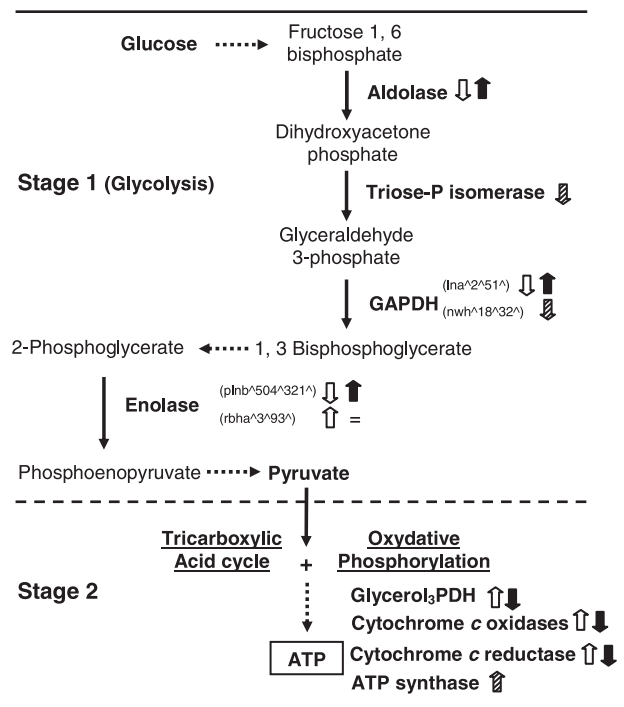 Glucose
Fructose 1, 6
bisphosphate
Aldolase
Dihydroxyacetone
phosphate
Stage 1 (Glycolysis)
Triose-P isomerase
Glyceraldehyde
3-phosphate
GAPDH
(lna^2^51^)
(nwh^18^32^)
2-Phosphoglycerate
1, 3 Bisphosphoglycerate
Enolase
(plnb^504^321^)
(rbha^3^93^) =
Phosphoenopyruvate
Pyruvate
Tricarboxylic
Acid cycle
+
Oxydative
Phosphorylation
Stage 2
Glycerol₃PDH
Cytochrome c oxidases
ATP
Cytochrome c reductase
ATP synthase